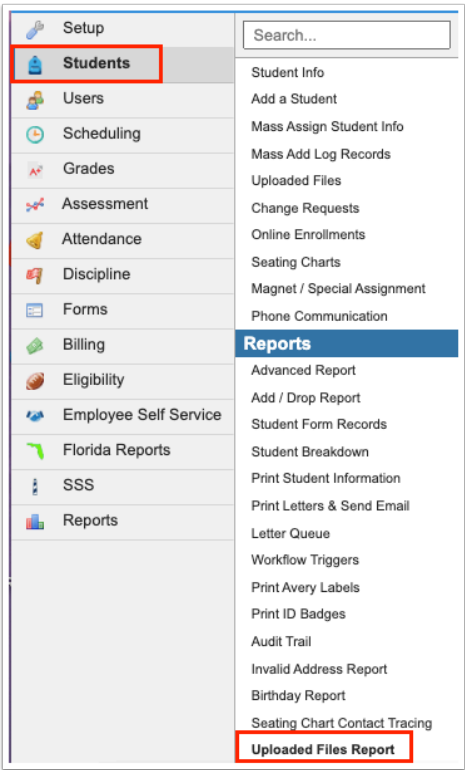 Setup
Students
Users
Scheduling
A+
Grades
Assessment
Attendance
Discipline
Forms
Billing
Eligibility
Employee Self Service
Florida Reports
SSS
Reports
Search...
Student Info
Add a Student
Mass Assign Student Info
Mass Add Log Records
Uploaded Files
Change Requests
Online Enrollments
Seating Charts
Magnet / Special Assignment
Phone Communication
Reports
Advanced Report
Add / Drop Report
Student Form Records
Student Breakdown
Print Student Information
Print Letters & Send Email
Letter Queue
Workflow Triggers
Print Avery Labels
Print ID Badges
Audit Trail
Invalid Address Report
Birthday Report
Seating Chart Contact Tracing
Uploaded Files Report